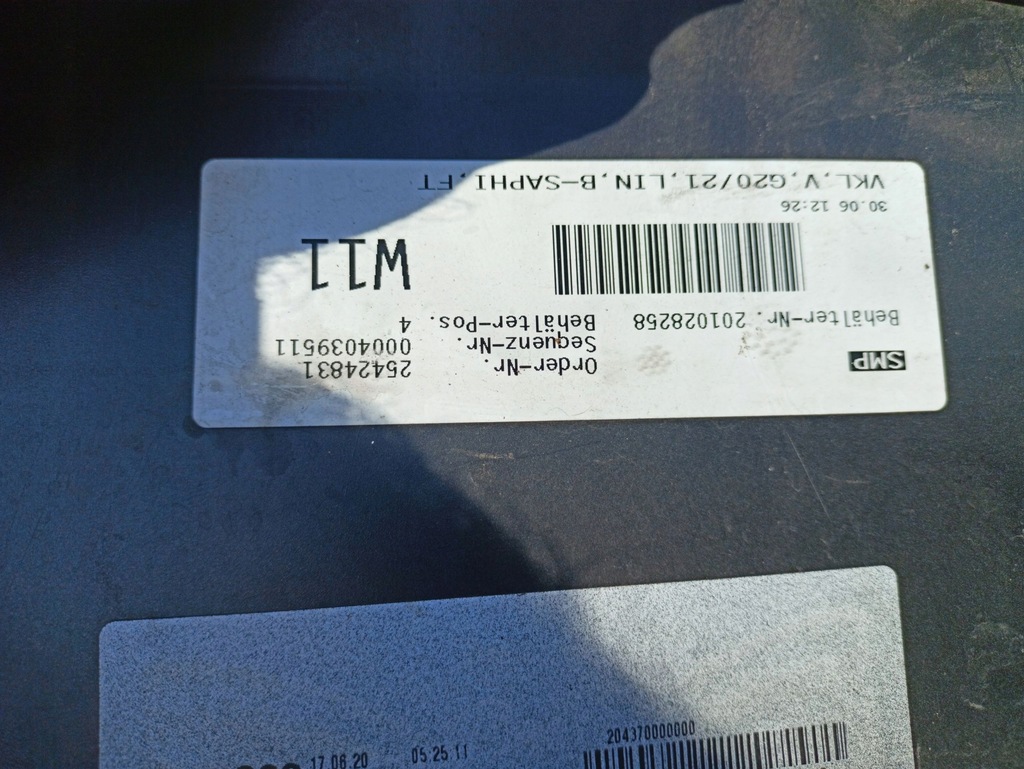 SMP
Order-Nr. 25424831
Sequenz-Nr. 0004039511
Behälter-Nr. 201028258 Behälter-Pos. 4
W11
30.06 12:26
VKL,V,G20/21,LIN,B-SAPHI,FT
204370000000
17.06.20 05.25.11